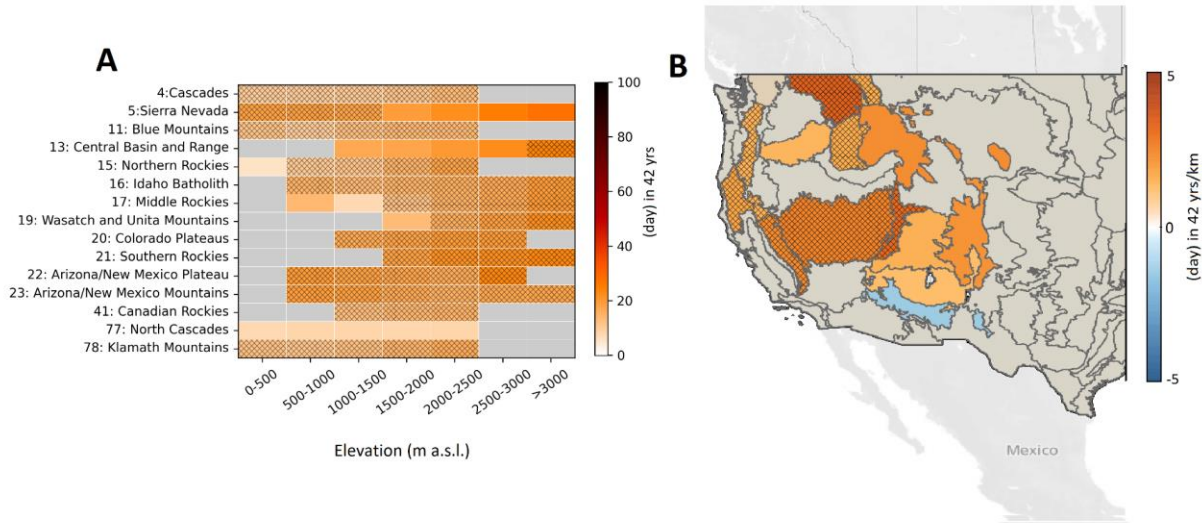 A
4:Cascades
5:Sierra Nevada
11: Blue Mountains
13: Central Basin and Range
15: Northern Rockies
16: Idaho Batholith
17: Middle Rockies
19: Wasatch and Unita Mountains
20: Colorado Plateaus
21: Southern Rockies
22: Arizona/New Mexico Plateau
23: Arizona/New Mexico Mountains
41: Canadian Rockies
77: North Cascades
78: Klamath Mountains
0-500
500-1000
1000-1500
1500-2000
2000-2500
2500-3000
>3000
Elevation (m a.s.l.)
100
80
60
40
20
0
(day) in 42 yrs
B
Mexico
5
0
-5
(day) in 42 yrs/km